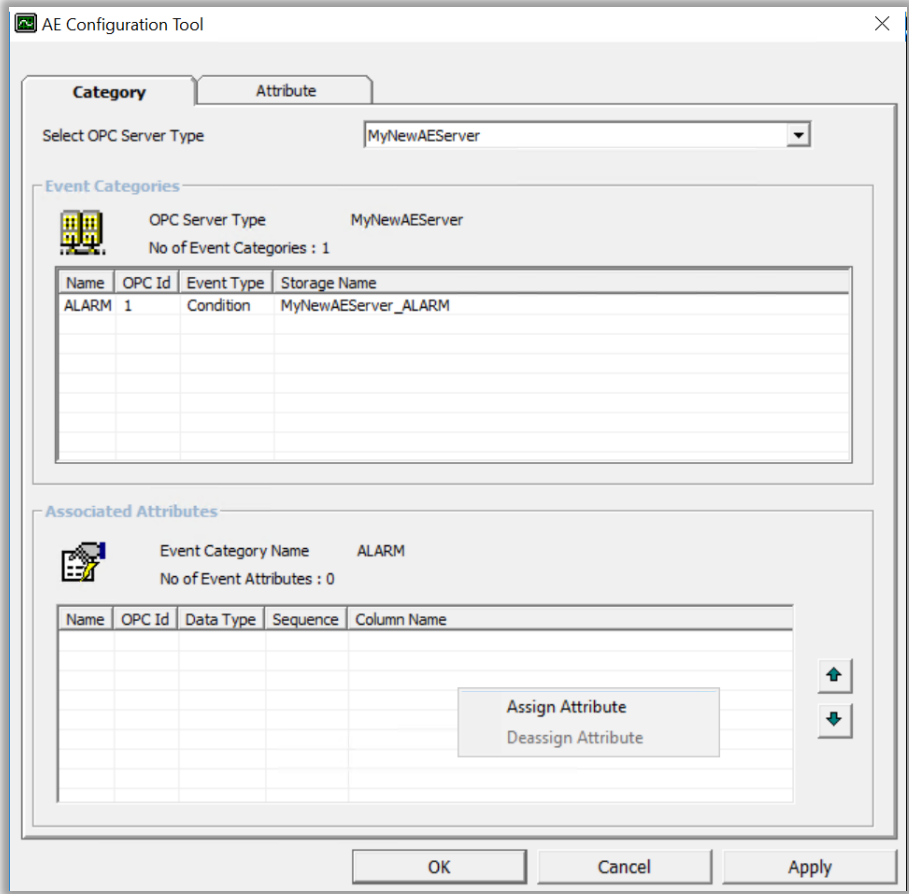 AE Configuration Tool
Category Attribute
Select OPC Server Type MyNewAEServer
Event Categories
OPC Server Type MyNewAEServer
No of Event Categories : 1
Name OPC Id Event Type Storage Name
ALARM 1 Condition MyNewAEServer_ALARM
Associated Attributes
Event Category Name ALARM
No of Event Attributes : 0
Name OPC Id Data Type Sequence Column Name
Assign Attribute
Deassign Attribute
OK Cancel Apply